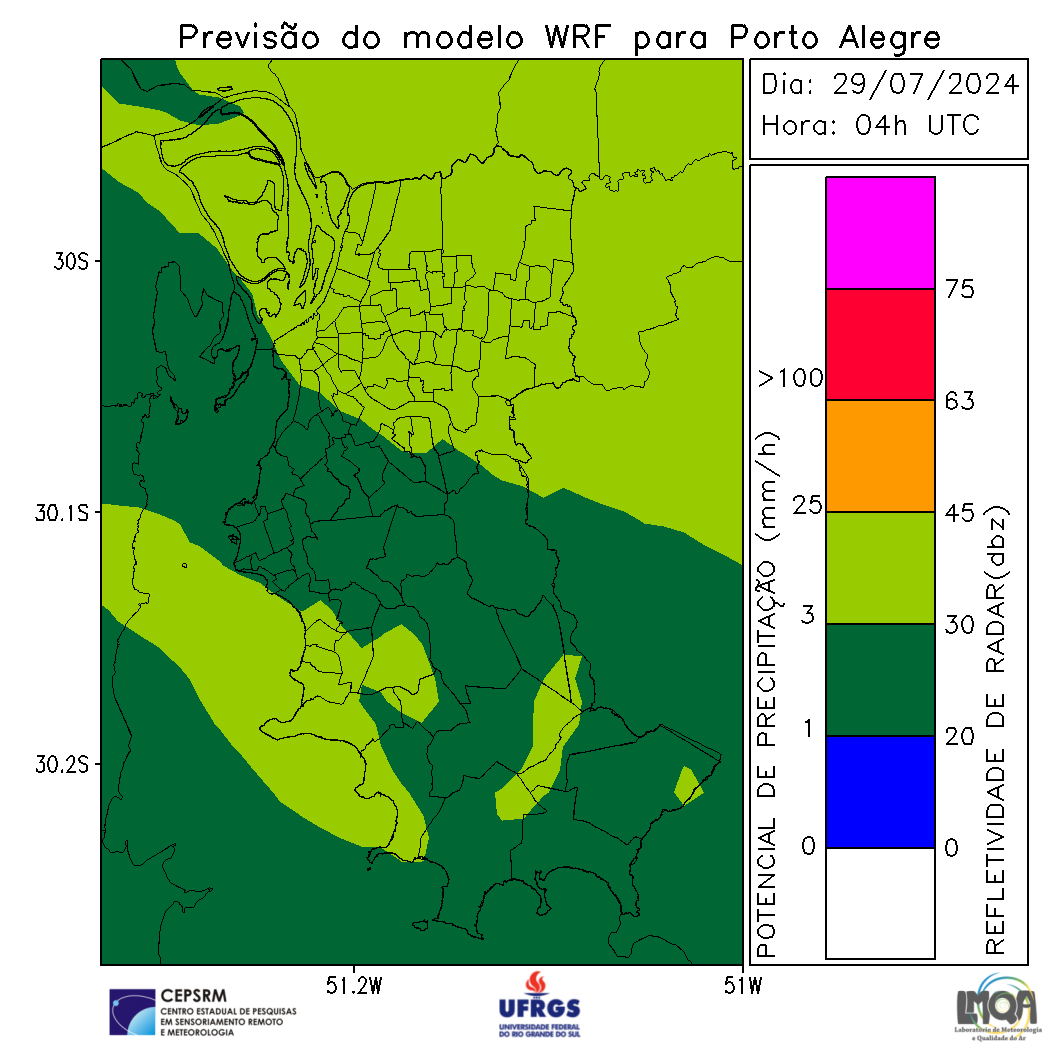 Previsão do modelo WRF para Porto Alegre
Dia: 29/07/2024
Hora: 04h UTC
30S
30.1S
30.2S
51.2W
51W
POTENCIAL DE PRECIPITAÇÃO (mm/h)
>100
25
3
1
0
75
63
45
30
20
0
REFLETIVIDADE DE RADAR(dbz)
CEPSRM
CENTRO ESTADUAL DE PESQUISAS
EM SENSORIAMENTO REMOTO
E METEOROLOGIA
UFRGS
UNIVERSIDADE FEDERAL
DO RIO GRANDE DO SUL
LMQA
Laboratório de Meteorologia
e Qualidade do Ar